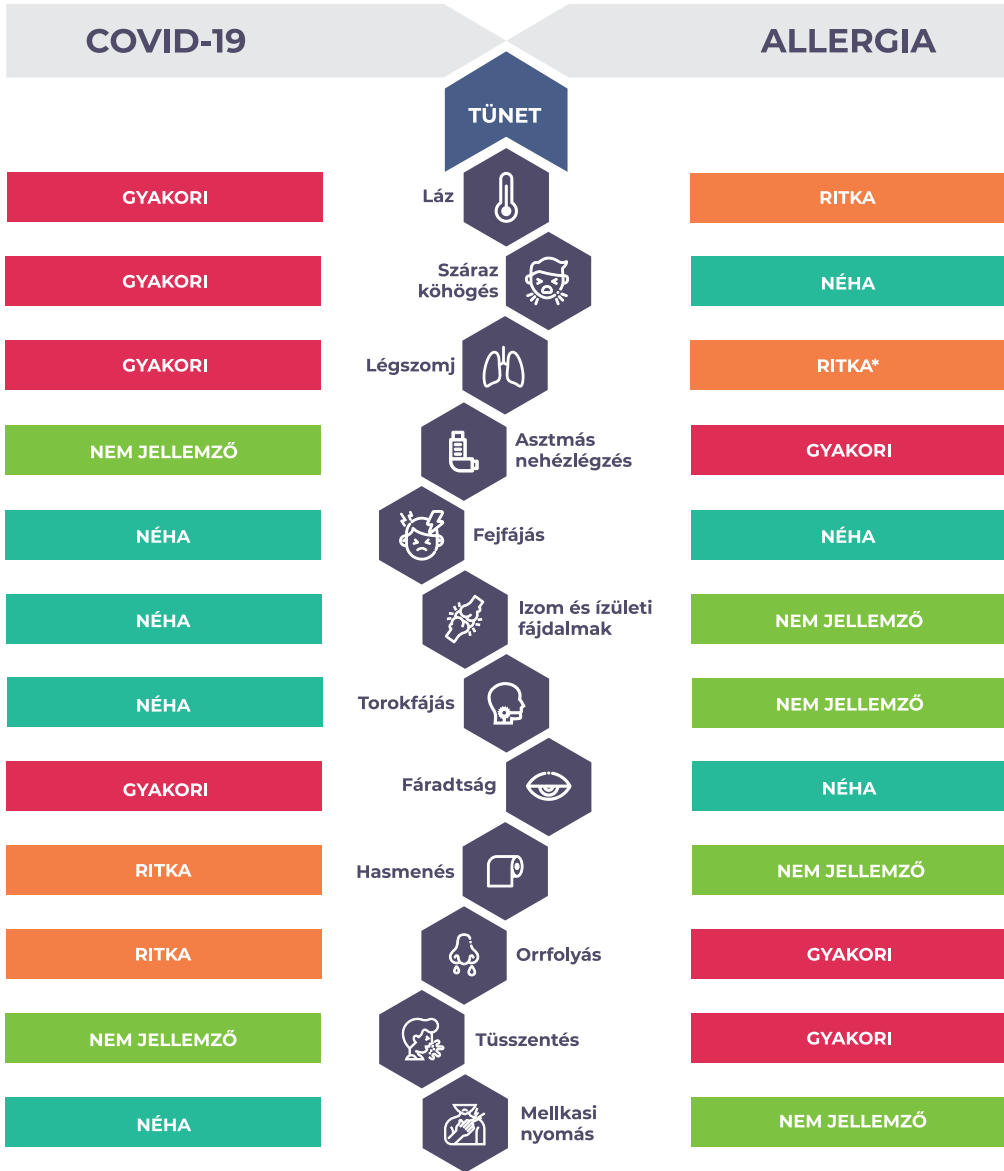 COVID-19
ALLERGIA
TÜNET
GYAKORI
Láz
RITKA
GYAKORI
Száraz
köhögés
NÉHA
GYAKORI
Légszomj
RITKA*
NEM JELLEMZŐ
Asztmás
nehézlégzés
GYAKORI
NÉHA
Fejfájás
NÉHA
NÉHA
Izom és ízületi
fájdalmak
NEM JELLEMZŐ
NÉHA
Torokfájás
NEM JELLEMZŐ
GYAKORI
Fáradtság
NÉHA
RITKA
Hasmenés
NEM JELLEMZŐ
RITKA
Orrfolyás
GYAKORI
NEM JELLEMZŐ
Tüsszentés
GYAKORI
NÉHA
Mellkasi
nyomás
NEM JELLEMZŐ